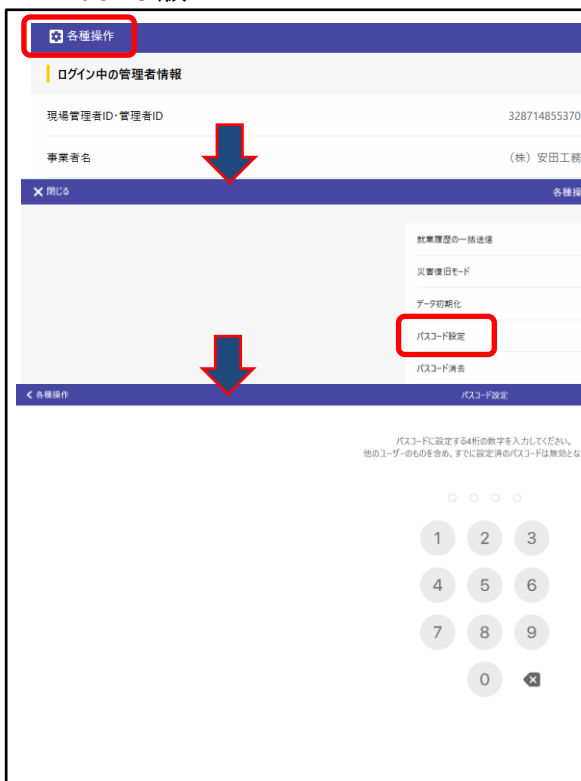 各種操作
ログイン中の管理者情報
現場管理者ID･管理者ID 328714855370
事業者名 (株) 安田工務
閉じる 各種操
就業履歴の一括送信
災害復旧モード
データ初期化
パスコード設定
パスコード消去
各種操作 パスコード設定
パスコードに設定する4桁の数字を入力してください。
他のユーザーのものを含め、すでに設定済のパスコードは無効とな
1 2 3
4 5 6
7 8 9
0